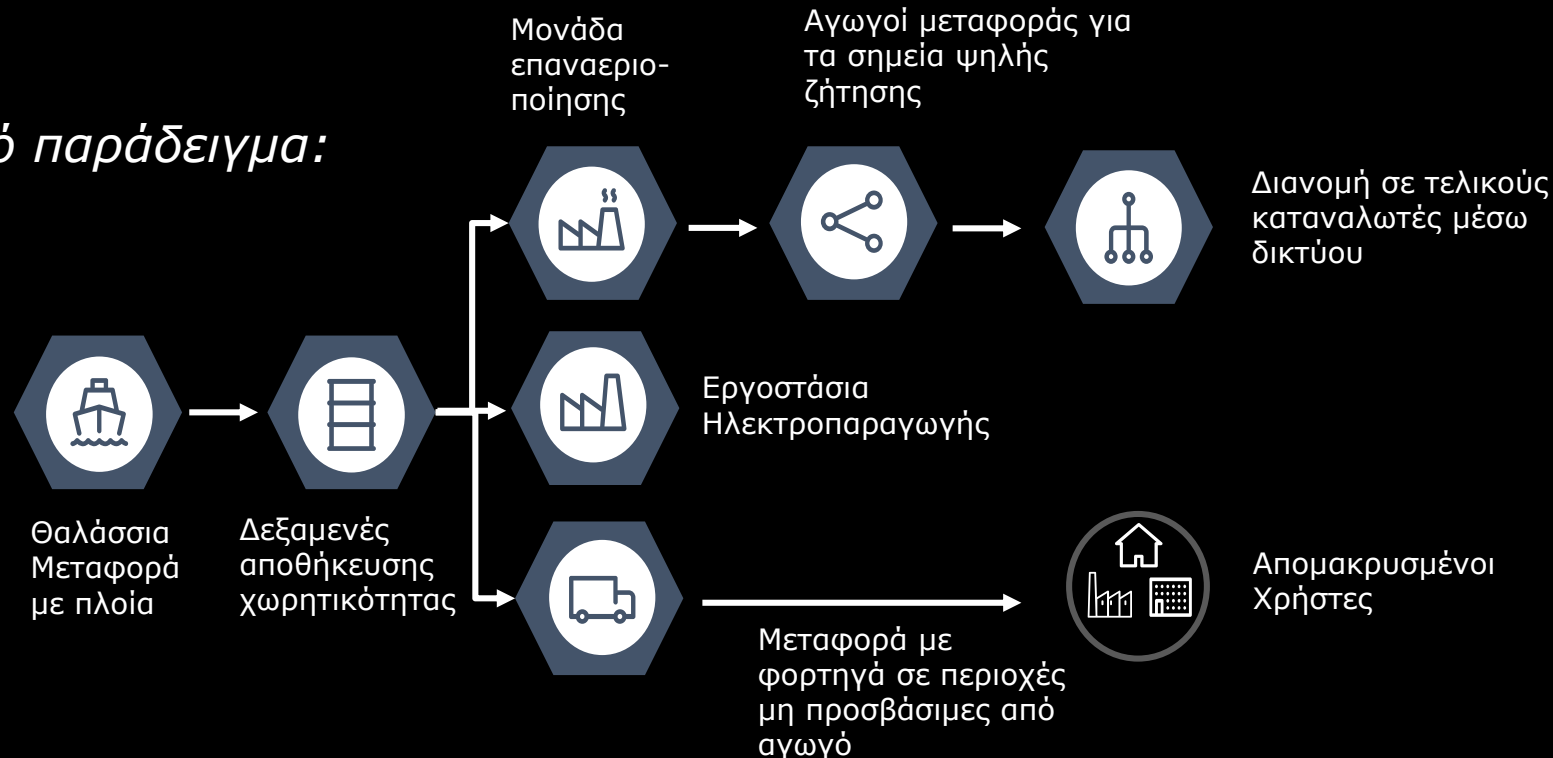 ό παράδειγμα:
Μονάδα
επαναεριο-
ποίησης
Αγωγοί μεταφοράς για
τα σημεία ψηλής
ζήτησης
Διανομή σε τελικούς
καταναλωτές μέσω
δικτύου
Εργοστάσια
Ηλεκτροπαραγωγής
Θαλάσσια
Μεταφορά
με πλοία
Δεξαμενές
αποθήκευσης
χωρητικότητας
Μεταφορά με
φορτηγά σε περιοχές
μη προσβάσιμες από
αγωγό
Απομακρυσμένοι
Χρήστες